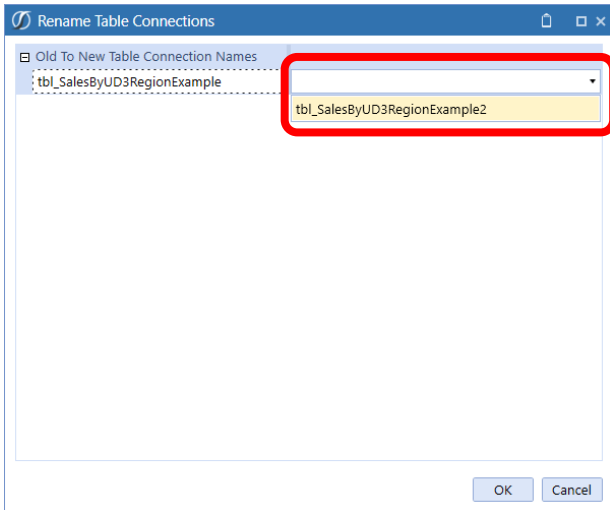 Rename Table Connections
Old To New Table Connection Names
tbl_SalesByUD3RegionExample
tbl_SalesByUD3RegionExample2
OK Cancel